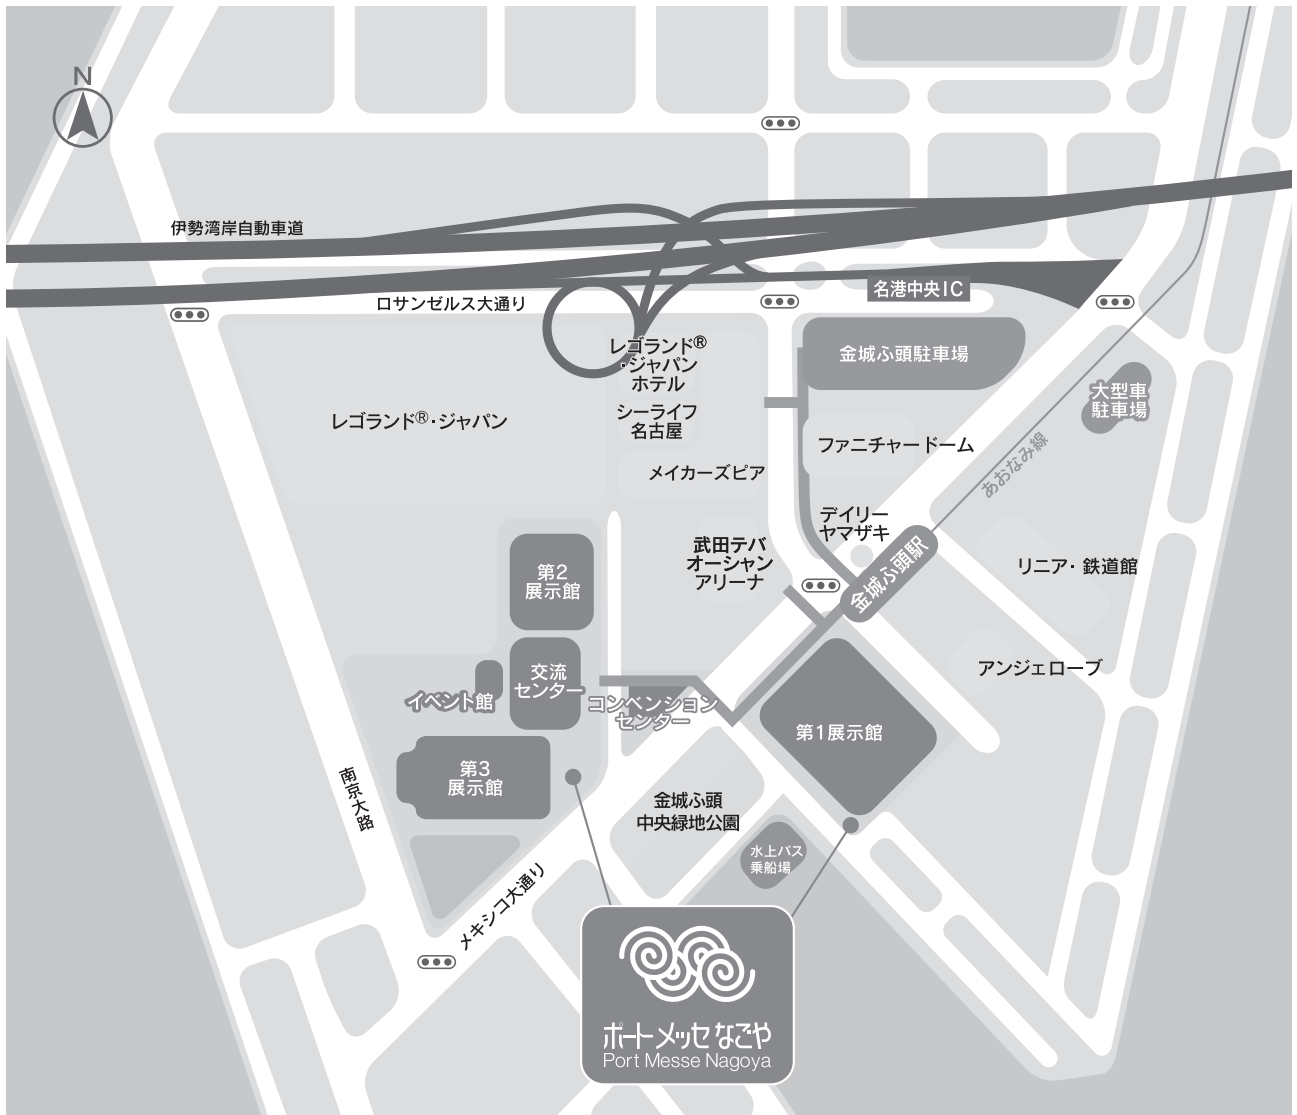 N
伊勢湾岸自動車道
ロサンゼルス大通り
名港中央IC
レゴランド®
・ジャパン
ホテル
金城ふ頭駐車場
大型車
駐車場
レゴランド®・ジャパン
シーライフ
名古屋
ファニチャードーム
あおなみ線
メイカーズピア
デイリー
ヤマザキ
武田テバ
オーシャン
アリーナ
金城ふ頭駅
リニア・鉄道館
第2
展示館
交流
センター
イベント館
コンベンション
センター
アンジェローブ
第1展示館
第3
展示館
南京大路
金城ふ頭
中央緑地公園
水上バス
乗船場
メキシコ大通り
ポートメッセなごや
Port Messe Nagoya